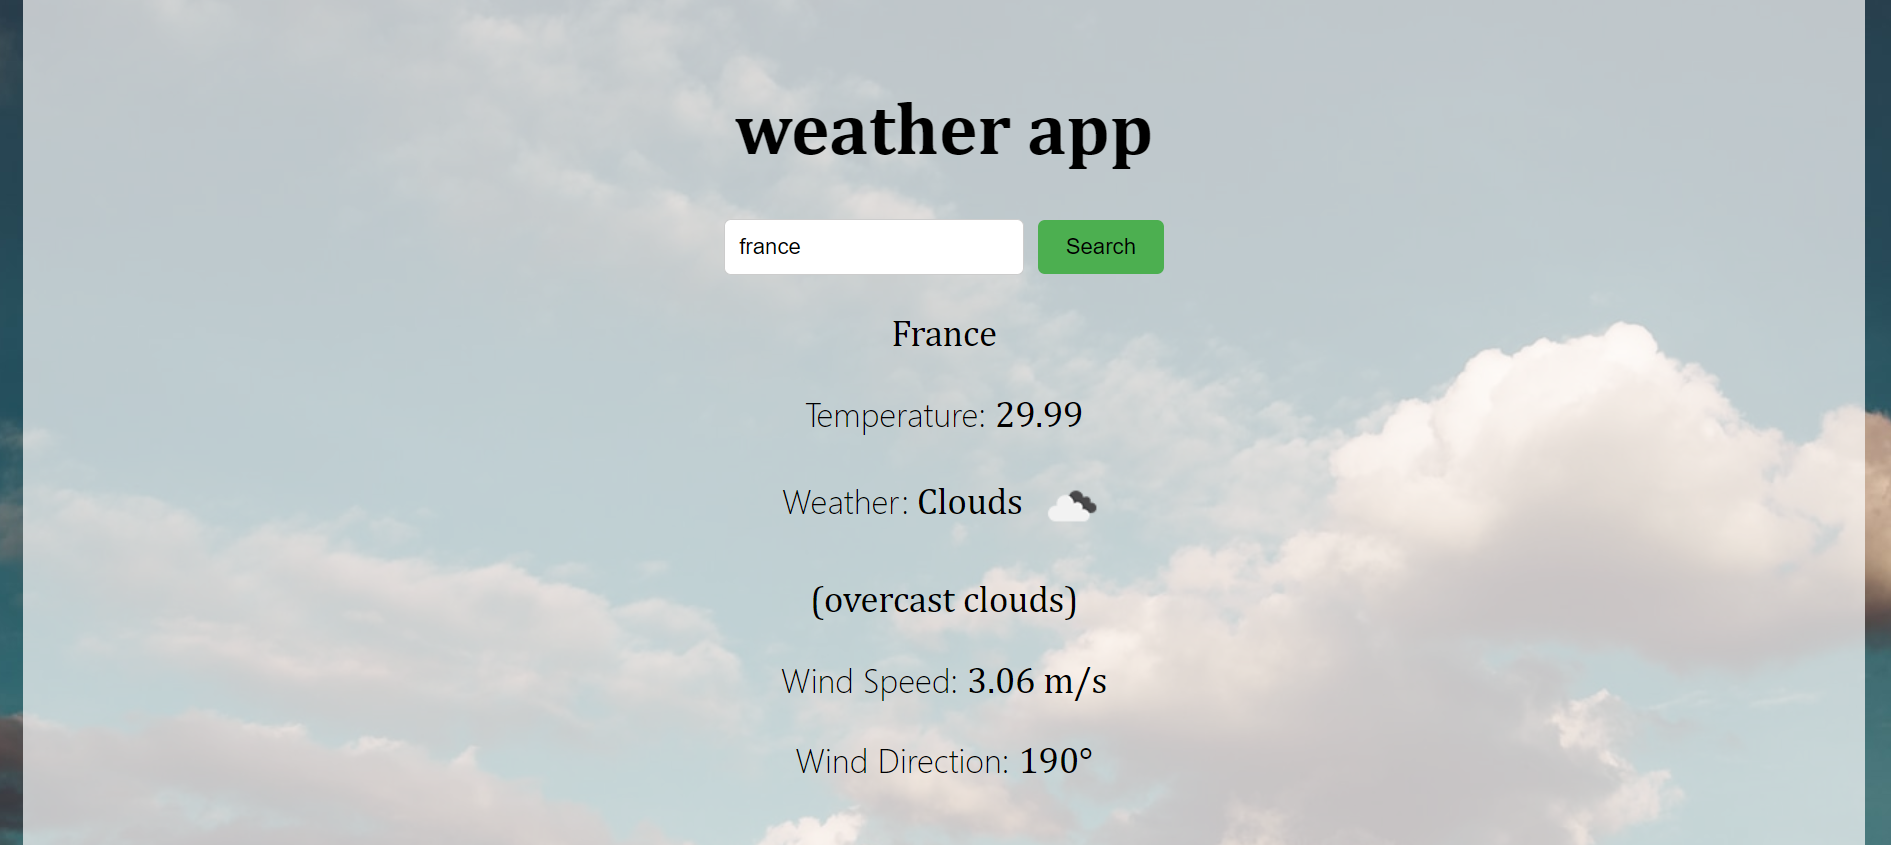 weather app
france
Search
France
Temperature: 29.99
Weather: Clouds
(overcast clouds)
Wind Speed: 3.06 m/s
Wind Direction: 190°